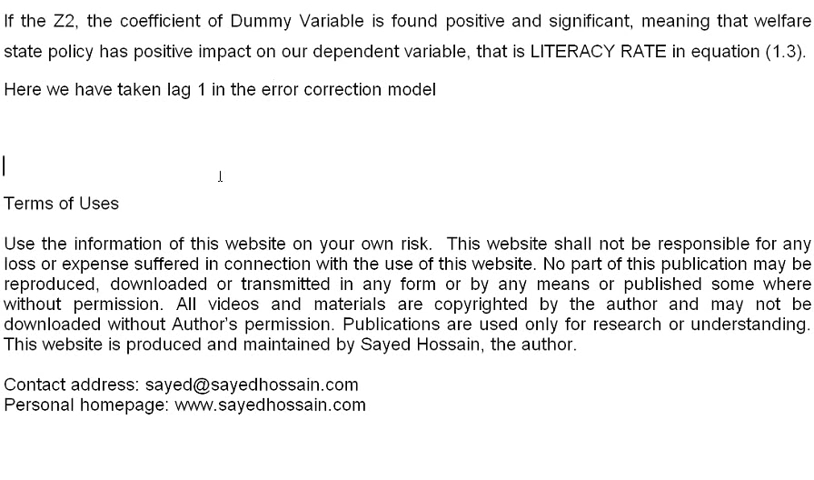 If the Z2, the coefficient of Dummy Variable is found positive and significant, meaning that welfare
state policy has positive impact on our dependent variable, that is LITERACY RATE in equation (1.3).
Here we have taken lag 1 in the error correction model
Terms of Uses
Use the information of this website on your own risk. This website shall not be responsible for any
loss or expense suffered in connection with the use of this website. No part of this publication may be
reproduced, downloaded or transmitted in any form or by any means or published some where
without permission. All videos and materials are copyrighted by the author and may not be
downloaded without Author's permission. Publications are used only for research or understanding.
This website is produced and maintained by Sayed Hossain, the author.
Contact address: sayed@sayedhossain.com
Personal homepage: www.sayedhossain.com